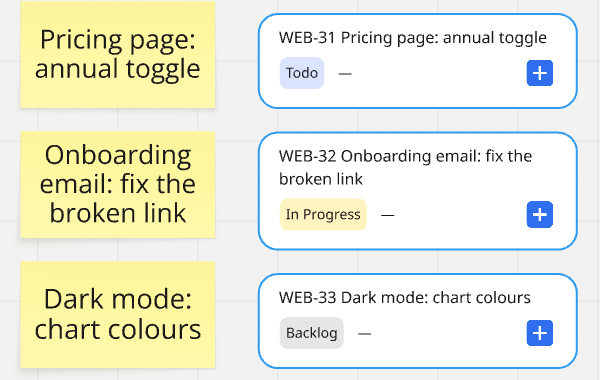 Pricing page:
annual toggle
WEB-31 Pricing page: annual toggle
Todo —
Onboarding
email: fix the
broken link
WEB-32 Onboarding email: fix the
broken link
In Progress —
Dark mode:
chart colours
WEB-33 Dark mode: chart colours
Backlog —